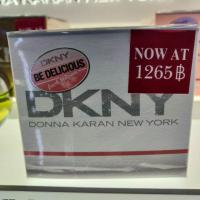 DKNY
BE DELICIOUS
NOW AT
1265฿
DKNY
DONNA KARAN NEW YORK